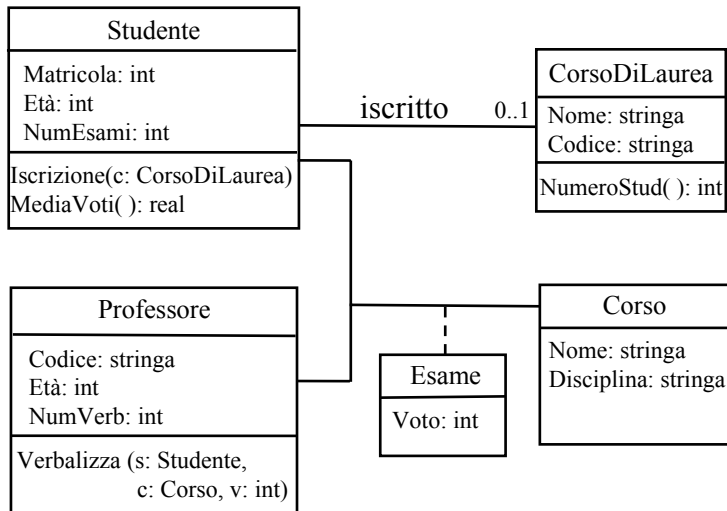 Studente
Matricola: int
Età: int
NumEsami: int
Iscrizione(c: CorsoDiLaurea)
MediaVoti( ): real
iscritto
0..1
CorsoDiLaurea
Nome: stringa
Codice: stringa
NumeroStud( ): int
Professore
Codice: stringa
Età: int
NumVerb: int
Verbalizza (s: Studente,
c: Corso, v: int)
Esame
Voto: int
Corso
Nome: stringa
Disciplina: stringa